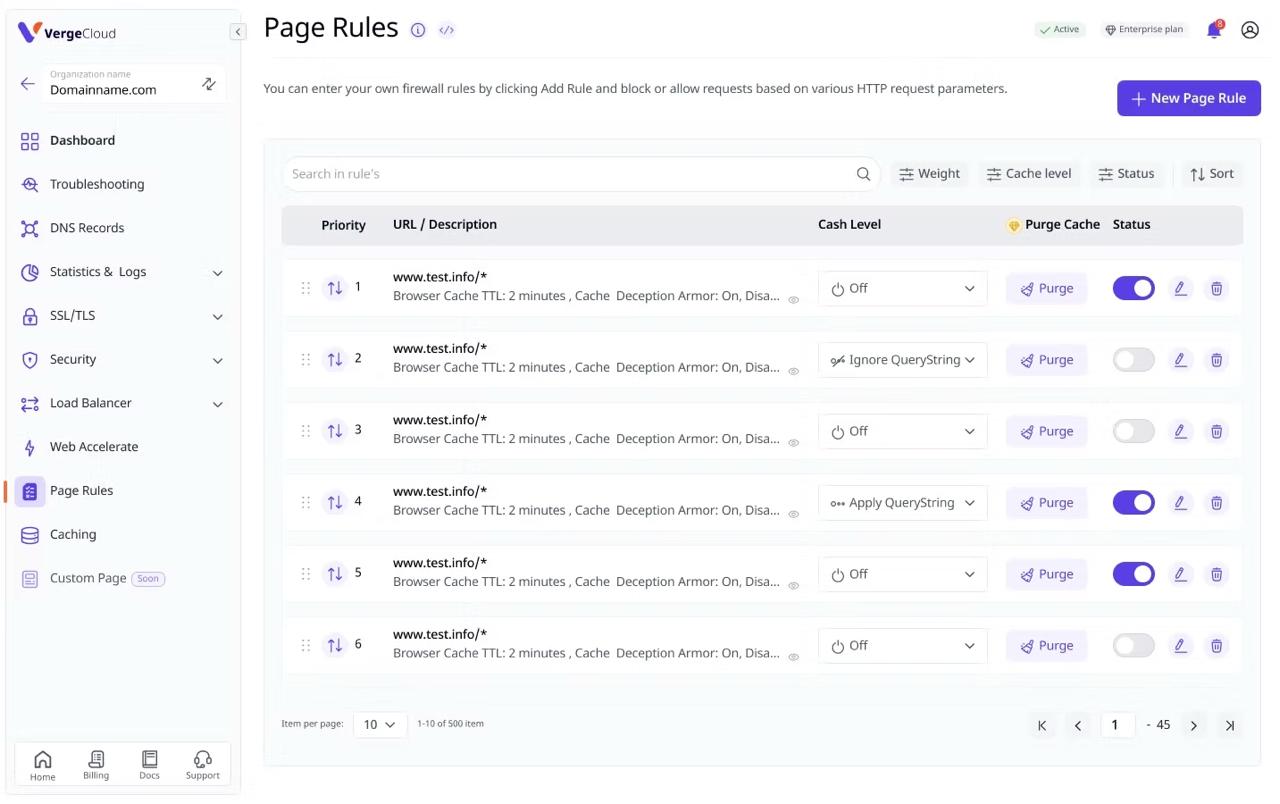 VergeCloud
Organization name
Domainname.com
Dashboard
Troubleshooting
DNS Records
Statistics & Logs
SSL/TLS
Security
Load Balancer
Web Accelerate
Page Rules
Caching
Custom Page Soon
Home Billing Docs Support
Page Rules </>
Active Enterprise plan 8
You can enter your own firewall rules by clicking Add Rule and block or allow requests based on various HTTP request parameters.
New Page Rule
Search in rule's Weight Cache level Status Sort
Priority URL / Description Cash Level Purge Cache Status
1 www.test.info/* Off Purge
Browser Cache TTL: 2 minutes , Cache Deception Armor: On, Disa...
2 www.test.info/* Ignore QueryString Purge
Browser Cache TTL: 2 minutes , Cache Deception Armor: On, Disa...
3 www.test.info/* Off Purge
Browser Cache TTL: 2 minutes , Cache Deception Armor: On, Disa...
4 www.test.info/* Apply QueryString Purge
Browser Cache TTL: 2 minutes , Cache Deception Armor: On, Disa...
5 www.test.info/* Off Purge
Browser Cache TTL: 2 minutes , Cache Deception Armor: On, Disa...
6 www.test.info/* Off Purge
Browser Cache TTL: 2 minutes , Cache Deception Armor: On, Disa...
Item per page: 10 1-10 of 500 item 1 - 45